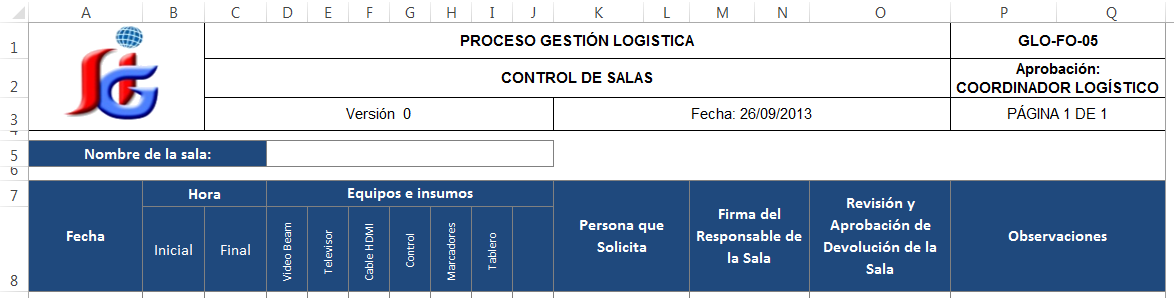 A B C D E F G H I J K L M N O P Q
1 PROCESO GESTIÓN LOGISTICA GLO-FO-05
2 CONTROL DE SALAS Aprobación:
COORDINADOR LOGÍSTICO
3 Versión 0 Fecha: 26/09/2013 PÁGINA 1 DE 1
4
5 Nombre de la sala:
6
7 Hora Equipos e insumos
Fecha
Inicial Final
Video Beam
Televisor
Cable HDMI
Control
Marcadores
Tablero
Persona que
Solicita
Firma del
Responsable de
la Sala
Revisión y
Aprobación de
Devolución de la
Sala
Observaciones
8